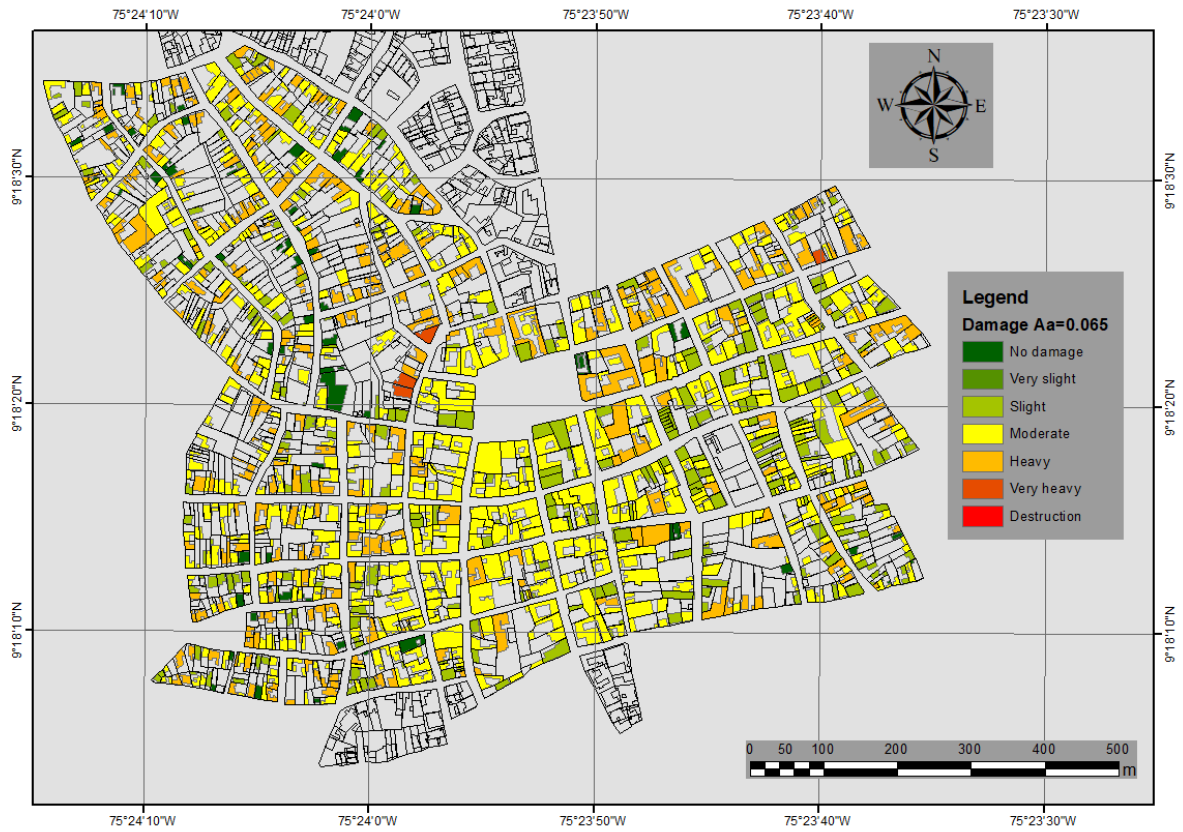 75°24'10"W 75°24'0"W 75°23'50"W 75°23'40"W 75°23'30"W
N
W E
S
9°18'30"N 9°18'30"N
Legend
Damage Aa=0.065
No damage
Very slight
Slight
Moderate
Heavy
Very heavy
Destruction
9°18'20"N 9°18'20"N
9°18'10"N 9°18'10"N
0 50 100 200 300 400 500
m
75°24'10"W 75°24'0"W 75°23'50"W 75°23'40"W 75°23'30"W